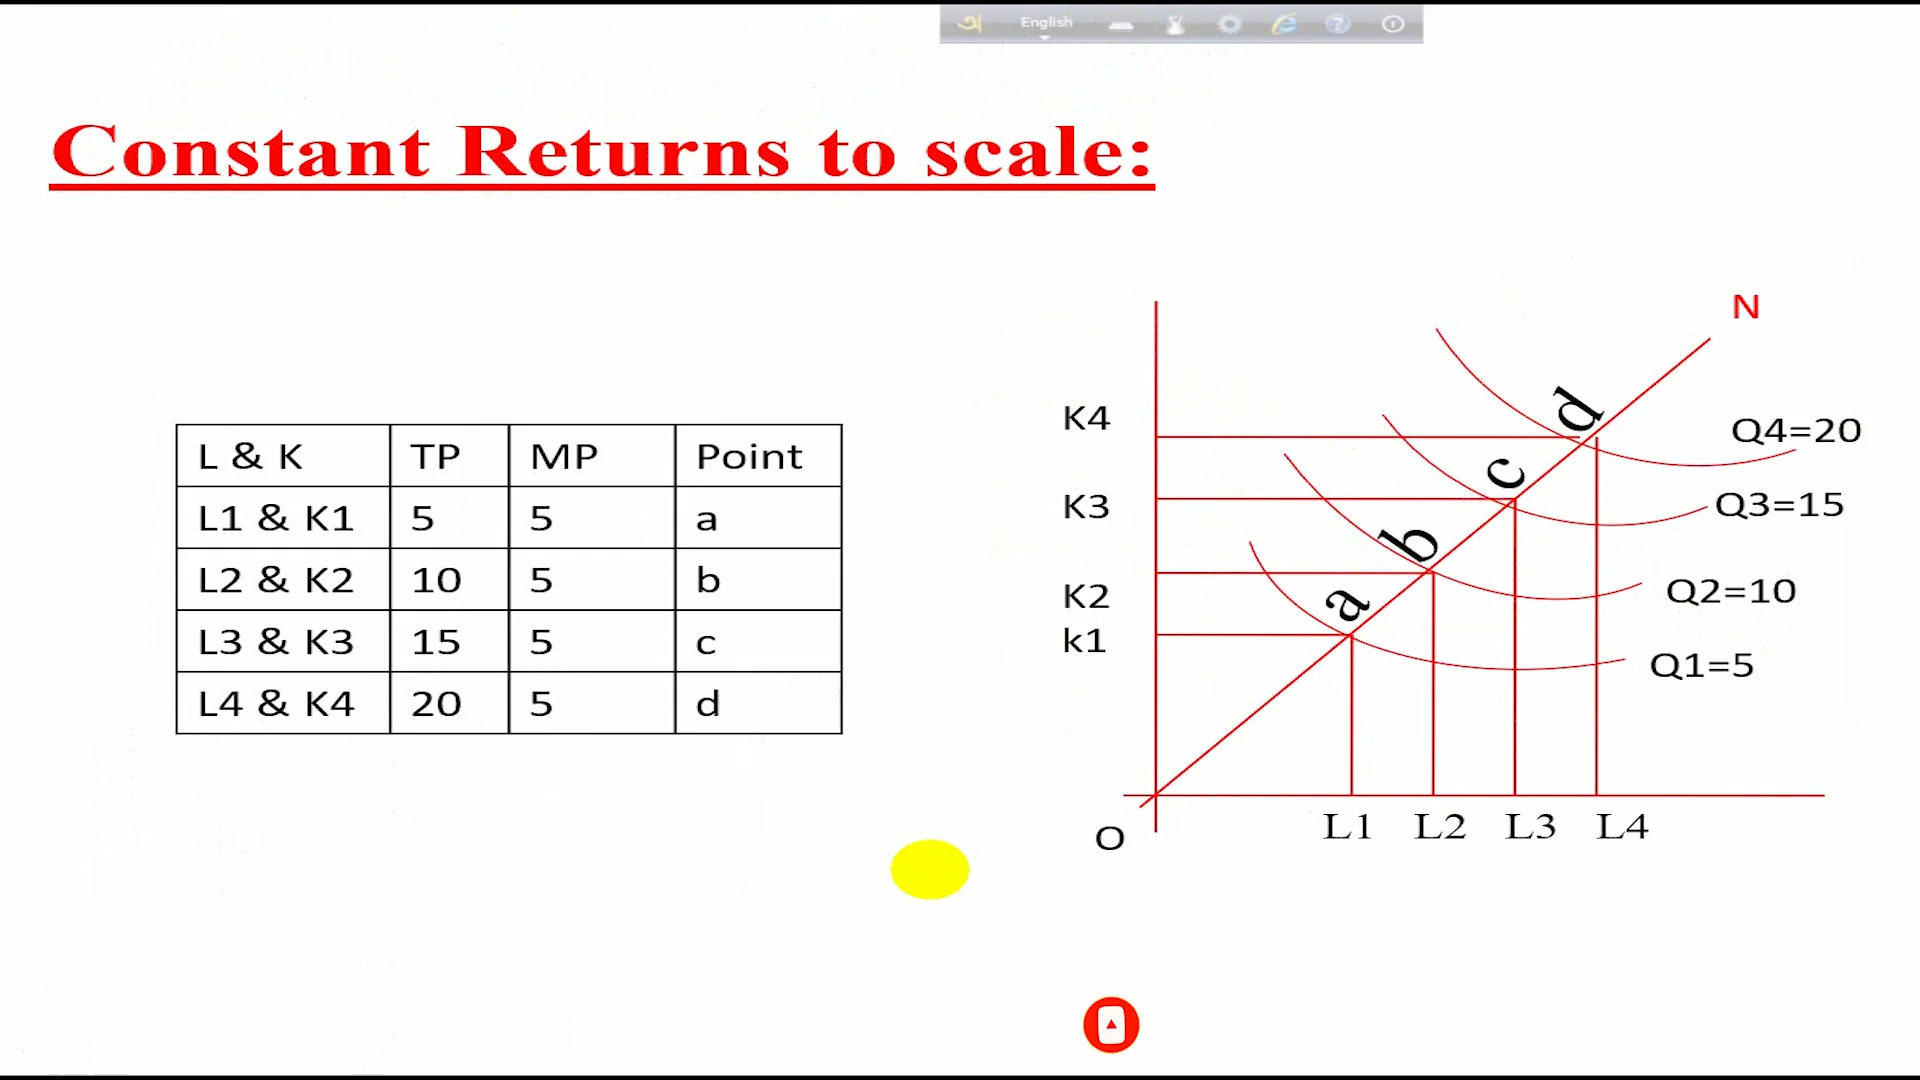 অ English
Constant Returns to scale:
L & K TP MP Point
L1 & K1 5 5 a
L2 & K2 10 5 b
L3 & K3 15 5 c
L4 & K4 20 5 d
N
K4
K3
K2
k1
d
c
b
a
Q4=20
Q3=15
Q2=10
Q1=5
O
L1 L2 L3 L4